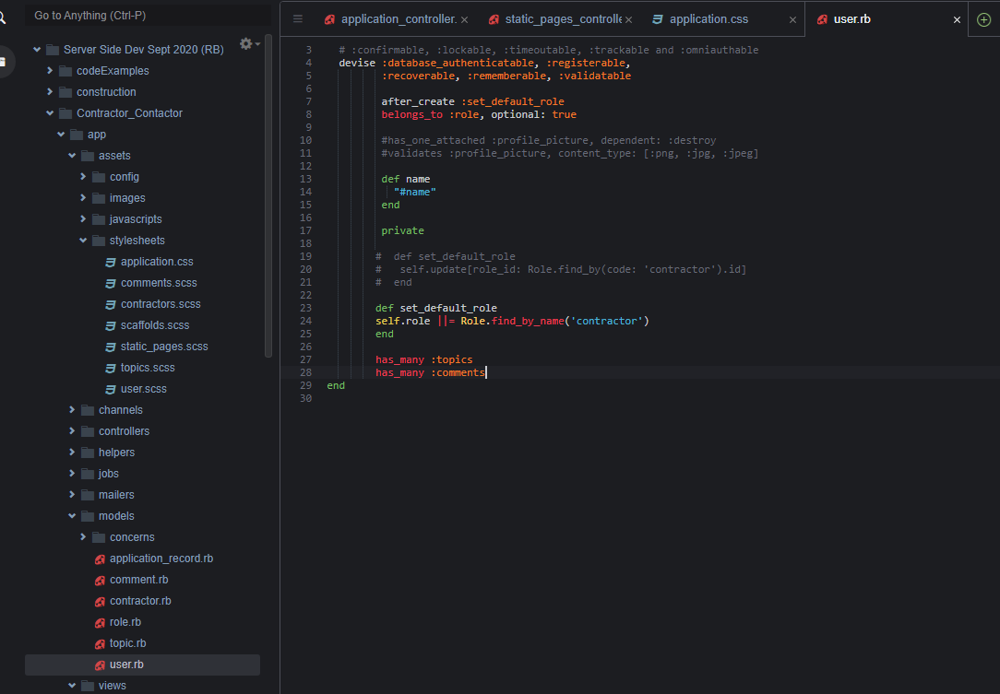 Go to Anything (Ctrl-P)
Server Side Dev Sept 2020 (RB)
codeExamples
construction
Contractor_Contactor
app
assets
config
images
javascripts
stylesheets
application.css
comments.scss
contractors.scss
scaffolds.scss
static_pages.scss
topics.scss
user.scss
channels
controllers
helpers
jobs
mailers
models
concerns
application_record.rb
comment.rb
contractor.rb
role.rb
topic.rb
user.rb
views
application_controller. ×
static_pages_controlle ×
application.css ×
user.rb ×
3 # :confirmable, :lockable, :timeoutable, :trackable and :omniauthable
4 devise :database_authenticatable, :registerable,
5 :recoverable, :rememberable, :validatable
6
7 after_create :set_default_role
8 belongs_to :role, optional: true
9
10 #has_one_attached :profile_picture, dependent: :destroy
11 #validates :profile_picture, content_type: [:png, :jpg, :jpeg]
12
13 def name
14 "#name"
15 end
16
17 private
18
19 # def set_default_role
20 # self.update[role_id: Role.find_by(code: 'contractor').id]
21 # end
22
23 def set_default_role
24 self.role ||= Role.find_by_name('contractor')
25 end
26
27 has_many :topics
28 has_many :comments
29 end
30